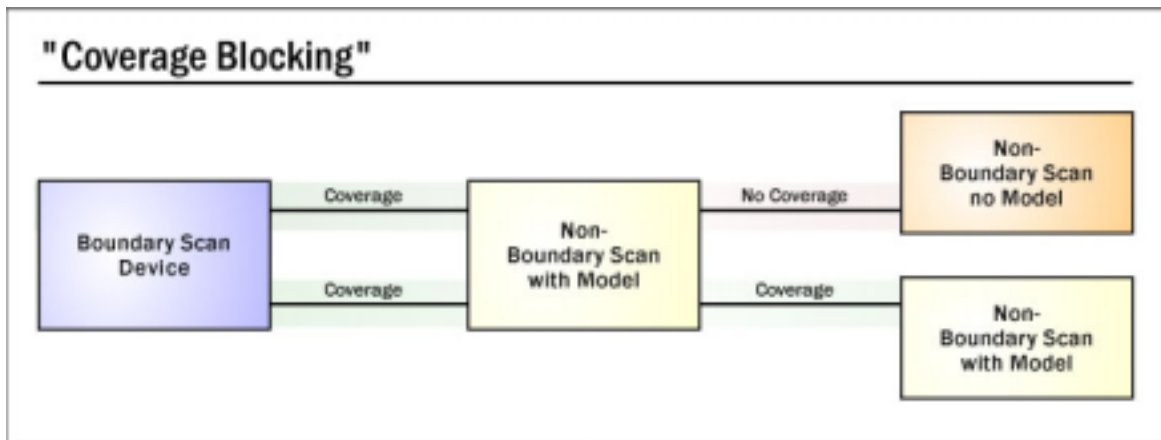 "Coverage Blocking"
Boundary Scan
Device
Coverage
Coverage
Non-
Boundary Scan
with Model
No Coverage
Coverage
Non-
Boundary Scan
no Model
Non-
Boundary Scan
with Model